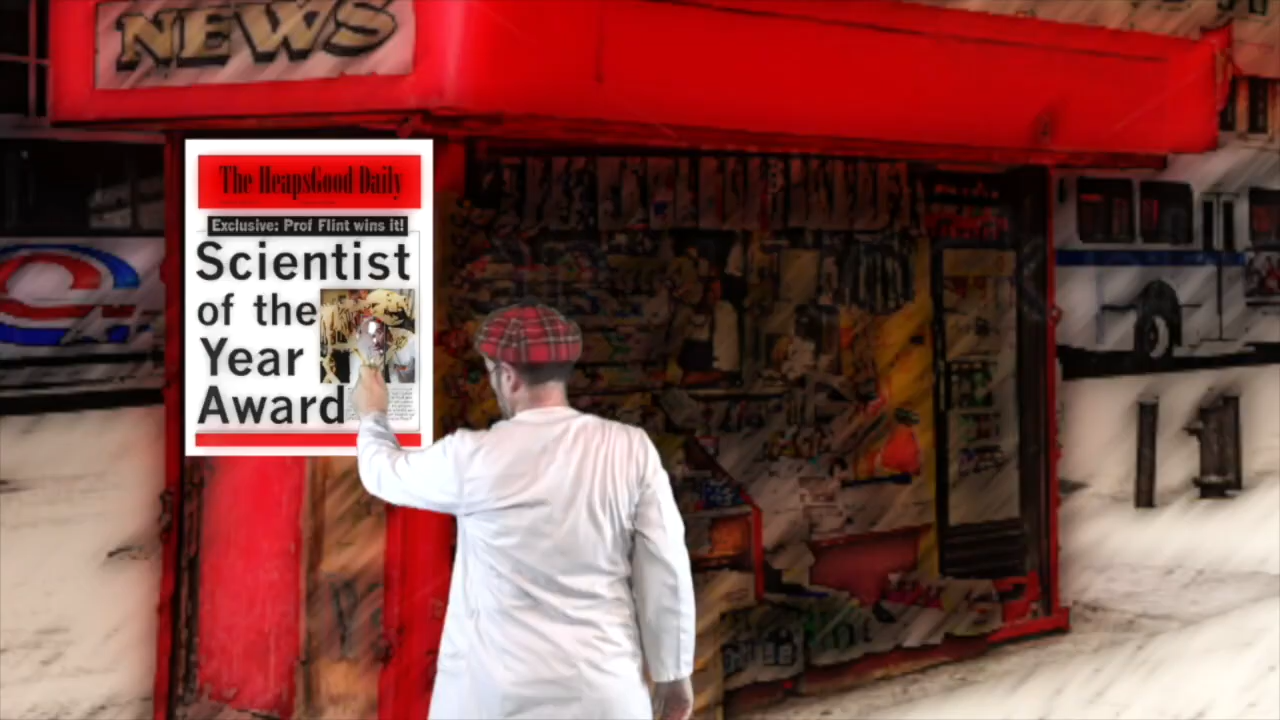 NEWS
The HeapsGood Daily
Exclusive: Prof Flint wins it!
Scientist
of the
Year
Award